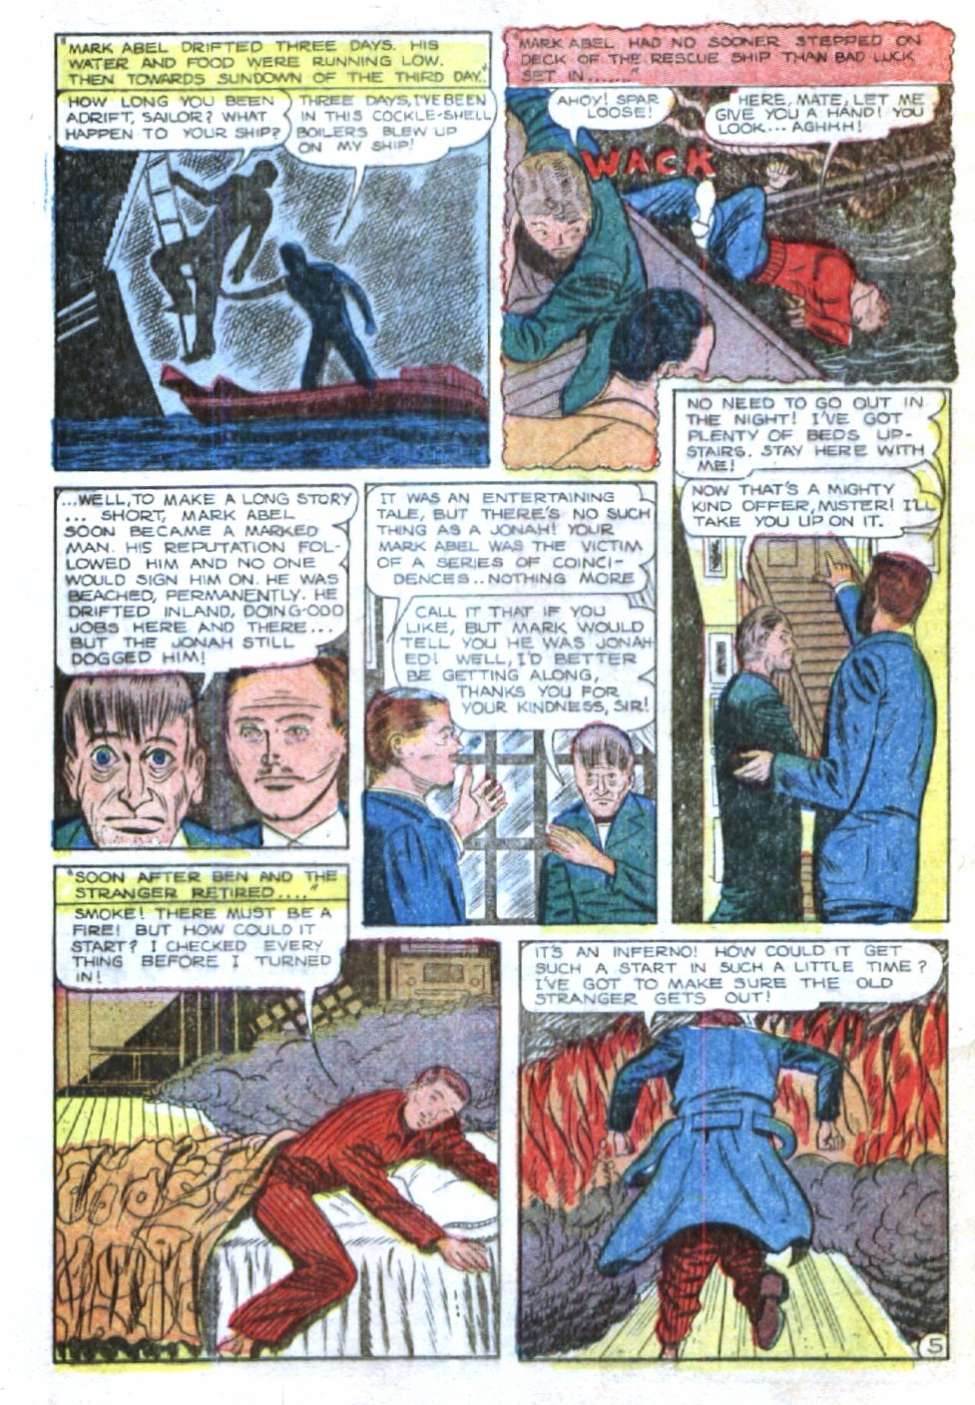 "MARK ABEL DRIFTED THREE DAYS. HIS
WATER AND FOOD WERE RUNNING LOW.
THEN TOWARDS SUNDOWN OF THE THIRD DAY."
HOW LONG YOU BEEN
ADRIFT, SAILOR? WHAT
HAPPEN TO YOUR SHIP?
THREE DAYS, I'VE BEEN
IN THIS COCKLE-SHELL
BOILERS BLEW UP
ON MY SHIP!
"MARK ABEL HAD NO SOONER STEPPED ON
DECK OF THE RESCUE SHIP THAN BAD LUCK
SET IN......."
AHOY! SPAR
LOOSE!
HERE, MATE, LET ME
GIVE YOU A HAND! YOU
LOOK... AGHHH!
WACK
...WELL, TO MAKE A LONG STORY
... SHORT, MARK ABEL
SOON BECAME A MARKED
MAN. HIS REPUTATION FOL-
LOWED HIM AND NO ONE
WOULD SIGN HIM ON. HE WAS
BEACHED, PERMANENTLY. HE
DRIFTED INLAND, DOING-ODD
JOBS HERE AND THERE...
BUT THE JONAH STILL
DOGGED HIM!
IT WAS AN ENTERTAINING
TALE, BUT THERE'S NO SUCH
THING AS A JONAH! YOUR
MARK ABEL WAS THE VICTIM
OF A SERIES OF COINCI-
DENCES.. NOTHING MORE
CALL IT THAT IF YOU
LIKE, BUT MARK WOULD
TELL YOU HE WAS JONAH
ED! WELL, I'D BETTER
BE GETTING ALONG,
THANKS YOU FOR
YOUR KINDNESS, SIR!
NO NEED TO GO OUT IN
THE NIGHT! I'VE GOT
PLENTY OF BEDS UP-
STAIRS. STAY HERE WITH
ME!
NOW THAT'S A MIGHTY
KIND OFFER, MISTER! I'LL
TAKE YOU UP ON IT.
"SOON AFTER BEN AND THE
STRANGER RETIRED...."
SMOKE! THERE MUST BE A
FIRE! BUT HOW COULD IT
START? I CHECKED EVERY
THING BEFORE I TURNED
IN!
IT'S AN INFERNO! HOW COULD IT GET
SUCH A START IN SUCH A LITTLE TIME?
I'VE GOT TO MAKE SURE THE OLD
STRANGER GETS OUT!
5